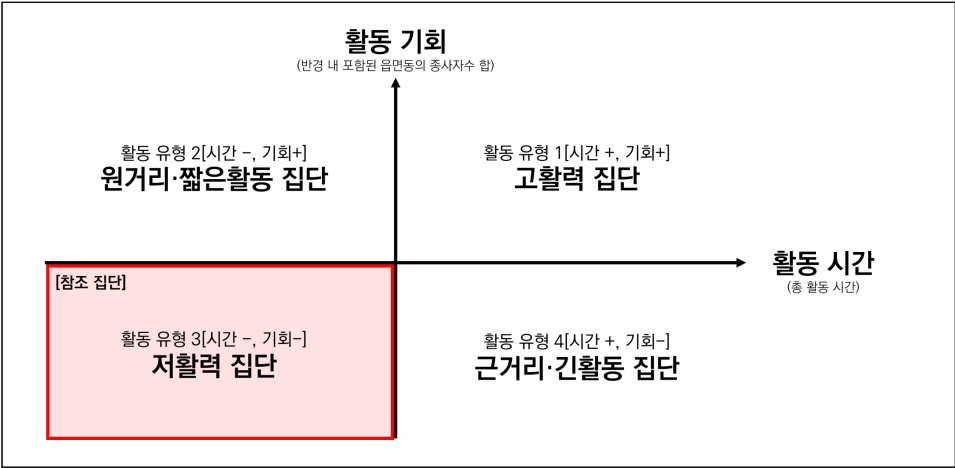 활동 기회
(반경 내 포함된 읍면동의 종사자수 합)
활동 유형 2[시간 -, 기회+]
원거리·짧은활동 집단
활동 유형 1[시간 +, 기회+]
고활력 집단
활동 시간
(총 활동 시간)
[참조 집단]
활동 유형 3[시간 -, 기회-]
저활력 집단
활동 유형 4[시간 +, 기회-]
근거리·긴활동 집단